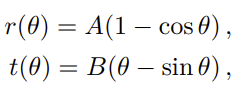 r(θ) = A(1 − cos θ) ,
t(θ) = B(θ − sin θ) ,